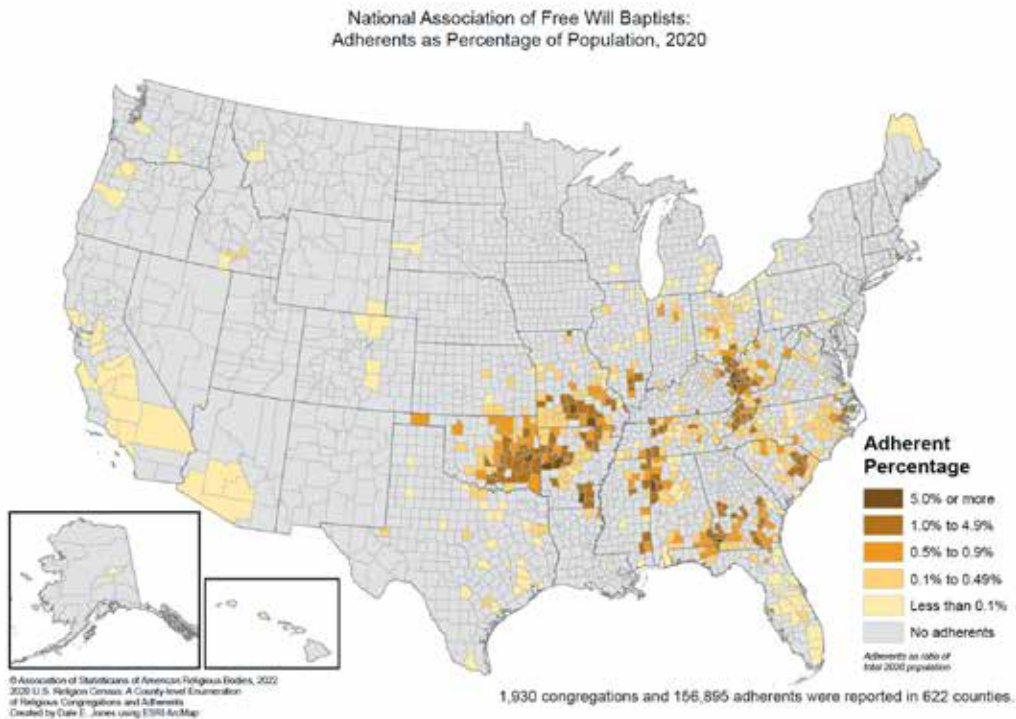 National Association of Free Will Baptists:
Adherents as Percentage of Population, 2020
Adherent
Percentage
5.0% or more
1.0% to 4.9%
0.5% to 0.9%
0.1% to 0.49%
Less than 0.1%
No adherents
Adherents as ratio of
total 2020 population
© Association of Statisticians of American Religious Bodies, 2022
2020 U.S. Religion Census: A County-level Enumeration
of Religious Congregations and Adherents
Created by Dale E. Jones using ESRI ArcMap
1,930 congregations and 156,895 adherents were reported in 622 counties.